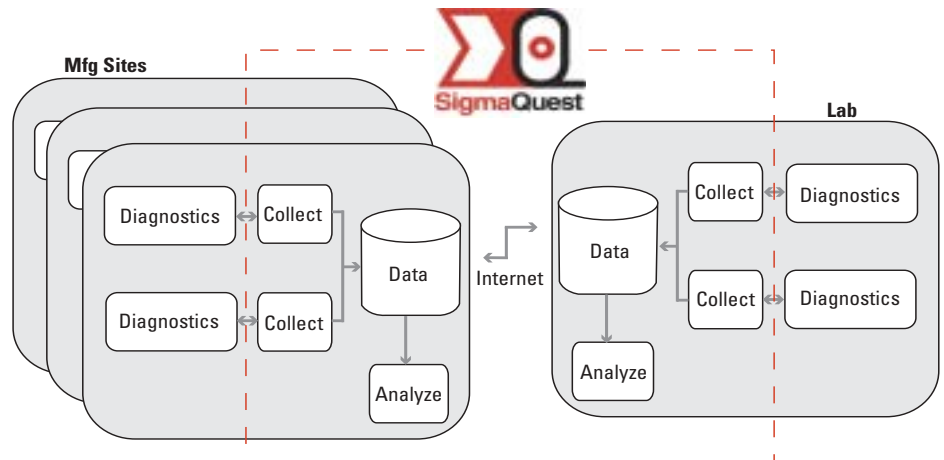 SigmaQuest
Mfg Sites
Lab
Diagnostics
Collect
Data
Diagnostics
Collect
Analyze
Internet
Data
Collect
Diagnostics
Collect
Diagnostics
Analyze